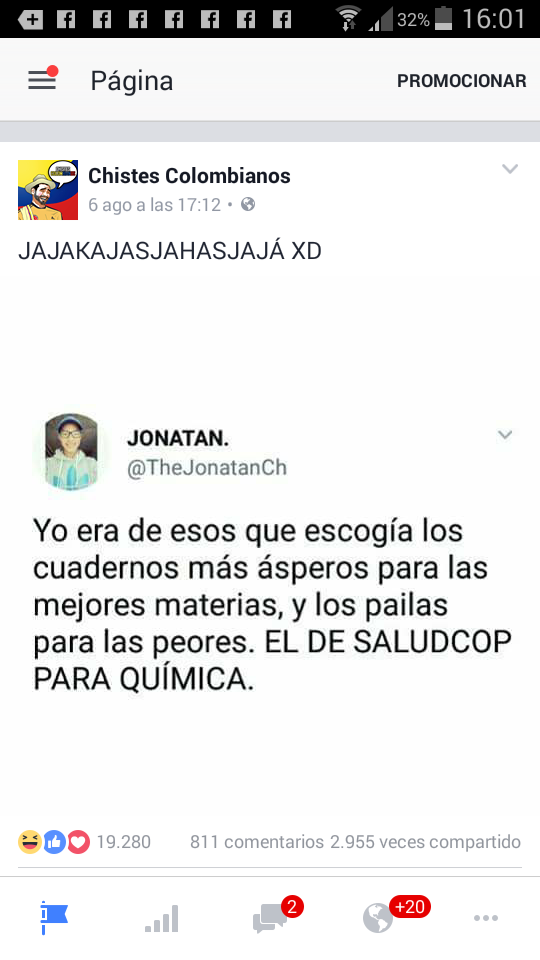 32% 16:01
Página PROMOCIONAR
Chistes Colombianos
6 ago a las 17:12 •
JAJAKAJASJAHASJAJÁ XD
JONATAN.
@TheJonatanCh
Yo era de esos que escogía los
cuadernos más ásperos para las
mejores materias, y los pailas
para las peores. EL DE SALUDCOP
PARA QUÍMICA.
19.280 811 comentarios 2.955 veces compartido
2 +20